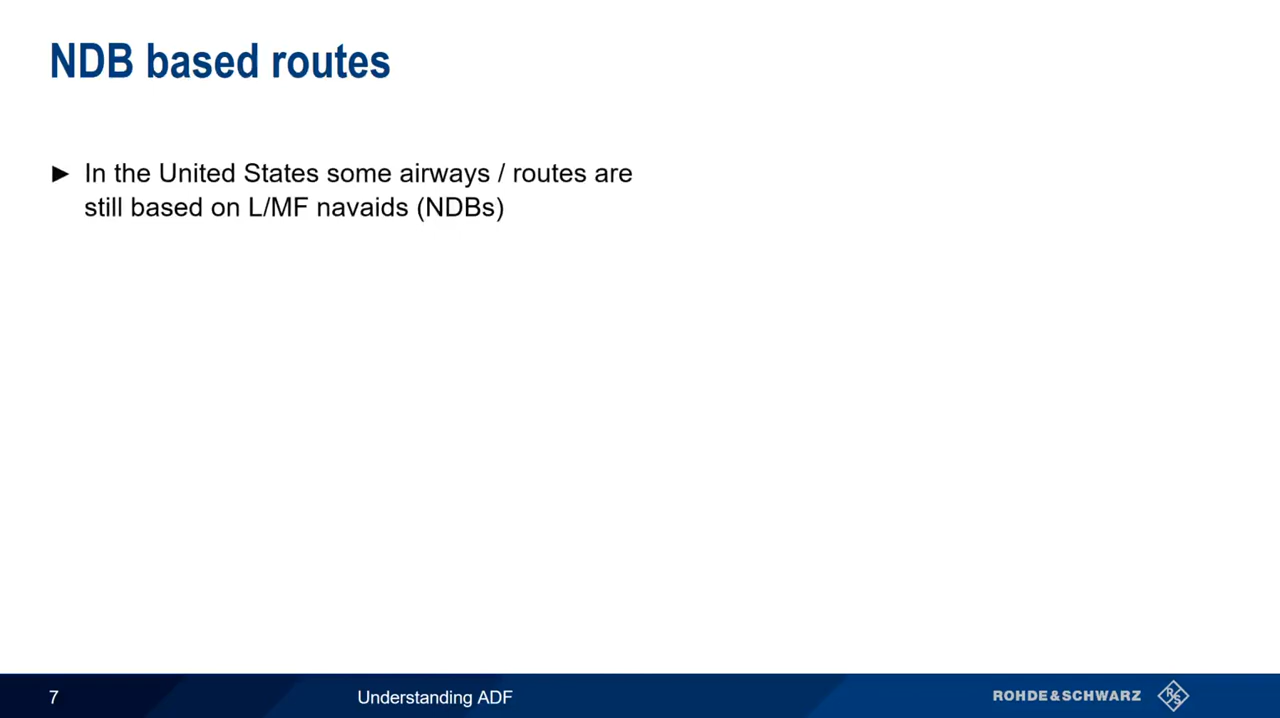 NDB based routes
► In the United States some airways / routes are
still based on L/MF navaids (NDBs)
7
Understanding ADF
ROHDE&SCHWARZ
R&S